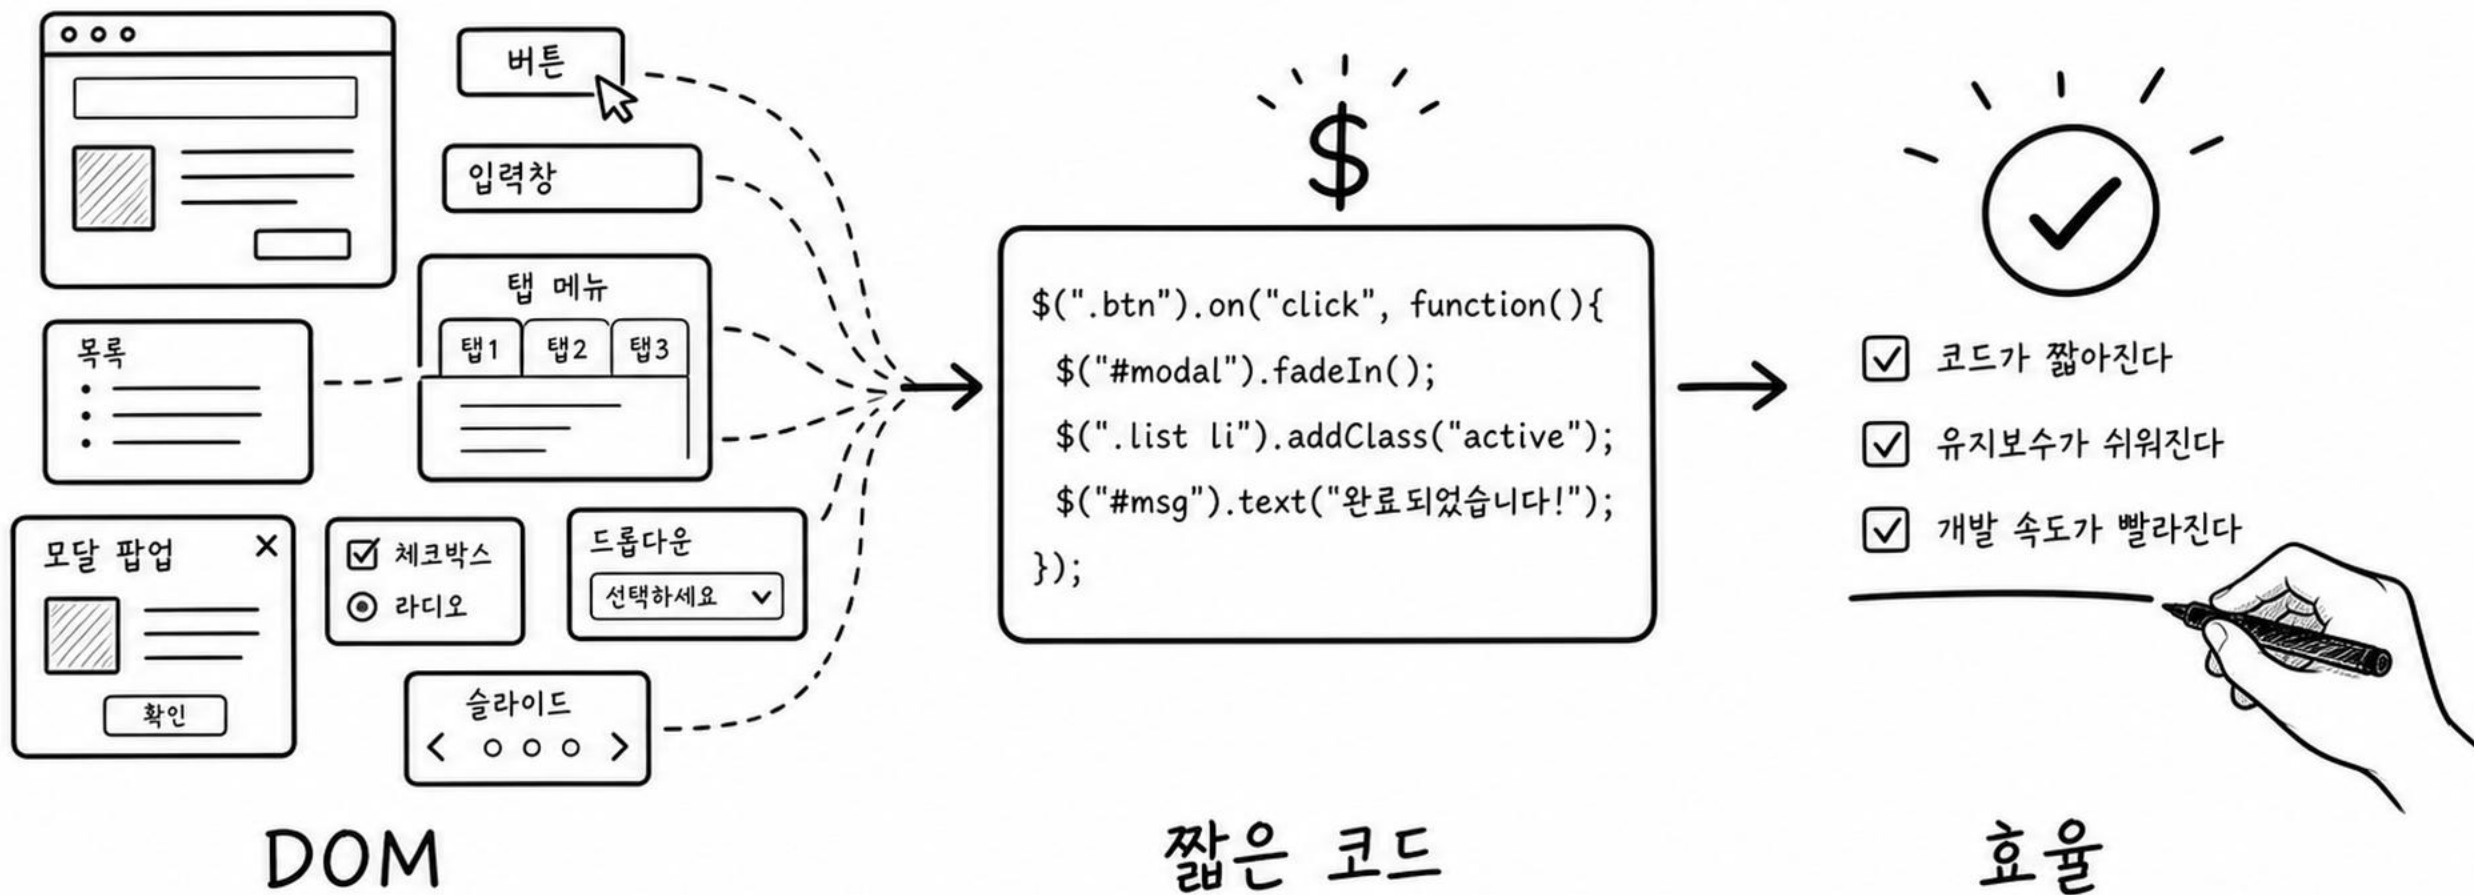 버튼
입력창
탭 메뉴
탭1 탭2 탭3
목록
모달 팝업
확인
체코박스
라디오
드롭다운
선택하세요
슬라이드
DOM
$
$(".btn").on("click", function(){
$("#modal").fadeIn();
$(".list li").addClass("active");
$("#msg").text("완료되었습니다!");
});
짧은 코드
코드가 짧아진다
유지보수가 쉬워진다
개발 속도가 빨라진다
효율